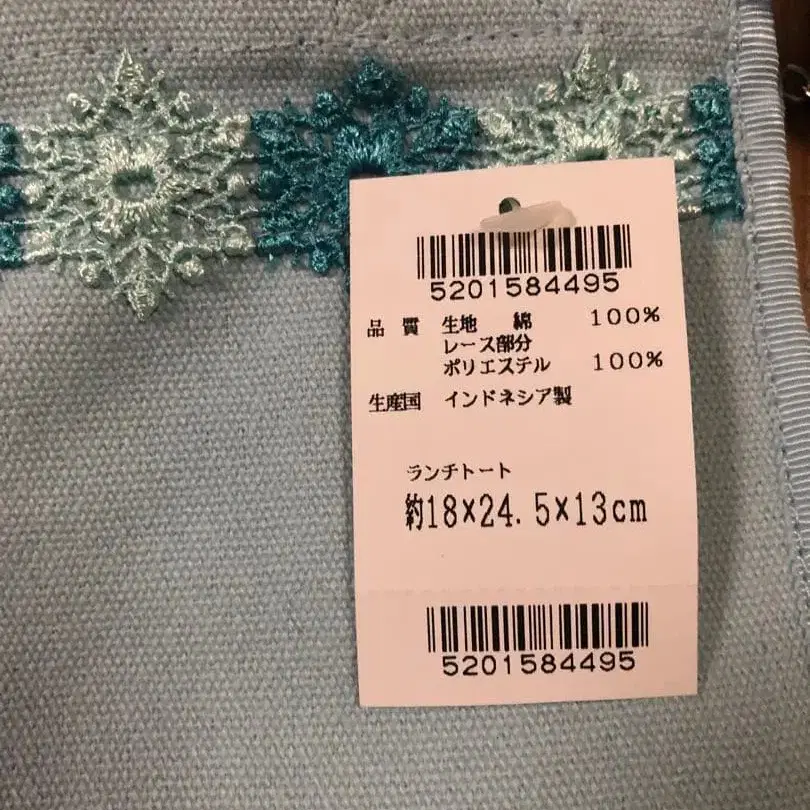 5201584495
品 質 生地 綿 100%
レース部分
ポリエステル 100%
生産国 インドネシア製
ランチトート
約18×24.5×13cm
5201584495